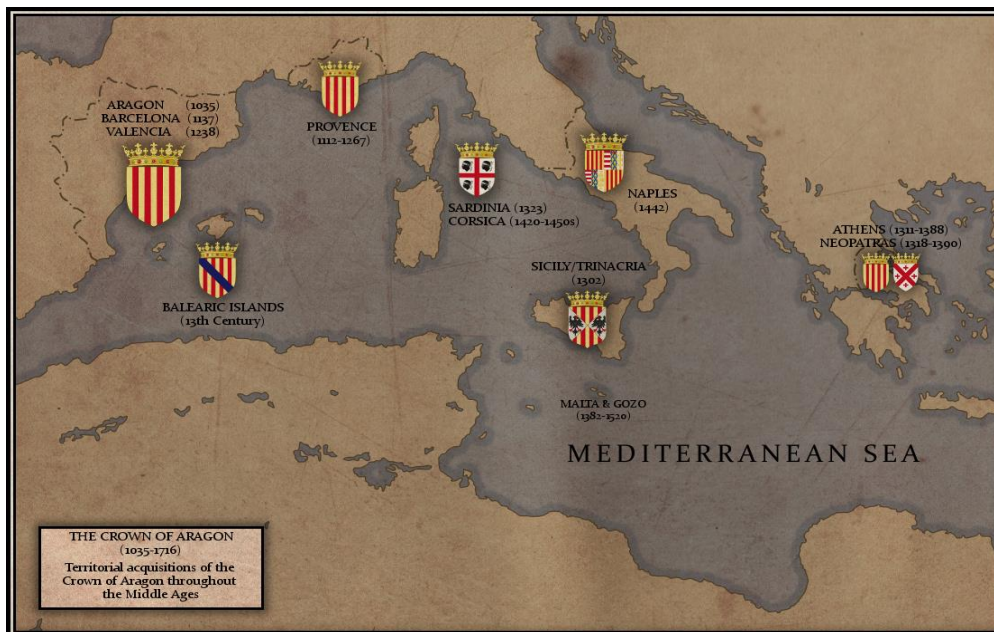 ARAGON (1035)
BARCELONA (1137)
VALENCIA (1238)
PROVENCE
(1112-1267)
SARDINIA (1323)
CORSICA (1420-1450s)
NAPLES
(1442)
ATHENS (1311-1388)
NEOPATRAS (1318-1390)
SICILY/TRINACRIA
(1302)
BALEARIC ISLANDS
(13th Century)
MALTA & GOZO
(1382-1520)
MEDITERRANEAN SEA
THE CROWN OF ARAGON
(1035-1716)
Territorial acquisitions of the
Crown of Aragon throughout
the Middle Ages